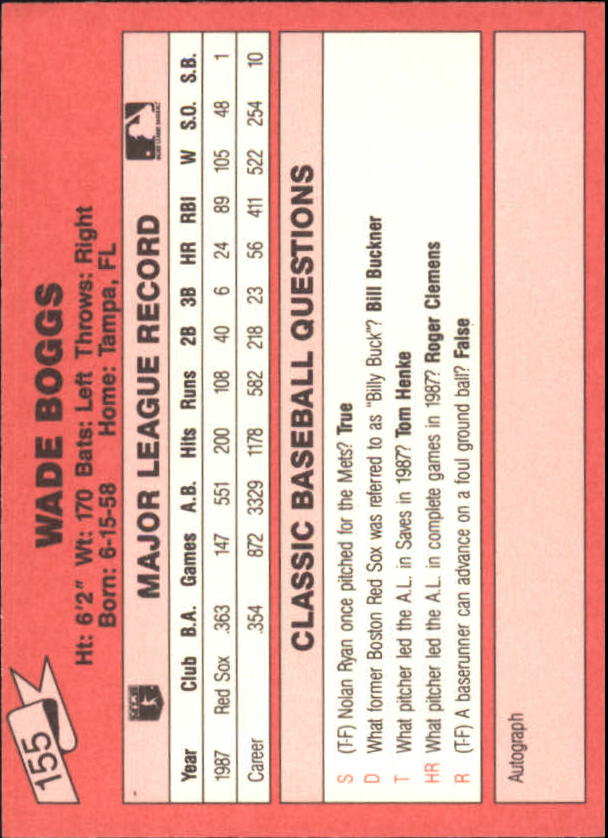 155
WADE BOGGS
Ht: 6'2" Wt: 170 Bats: Left Throws: Right
Born: 6-15-58 Home: Tampa, FL
MAJOR LEAGUE RECORD
Year Club B.A. Games A.B. Hits Runs 2B 3B HR RBI W S.O. S.B.
1987 Red Sox .363 147 551 200 108 40 6 24 89 105 48 1
Career .354 872 3329 1178 582 218 23 56 411 522 254 10
CLASSIC BASEBALL QUESTIONS
S (T-F) Nolan Ryan once pitched for the Mets? True
D What former Boston Red Sox was referred to as "Billy Buck"? Bill Buckner
T What pitcher led the A.L. in Saves in 1987? Tom Henke
HR What pitcher led the A.L. in complete games in 1987? Roger Clemens
R (T-F) A baserunner can advance on a foul ground ball? False
Autograph